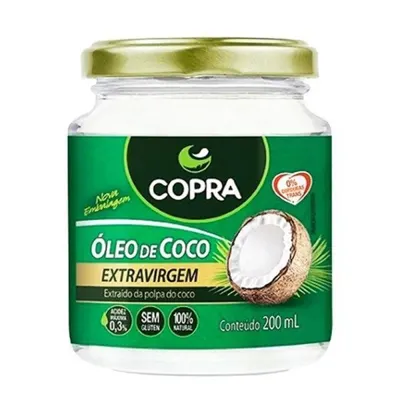 COPRA
Nova
Embalagem
0%
GORDURAS
TRANS
ÓLEO DE COCO
EXTRAVIRGEM
Extraído da polpa do coco
ACIDEZ
MÁXIMA
0,3%
SEM
GLUTEN
100%
NATURAL
Conteúdo 200 mL